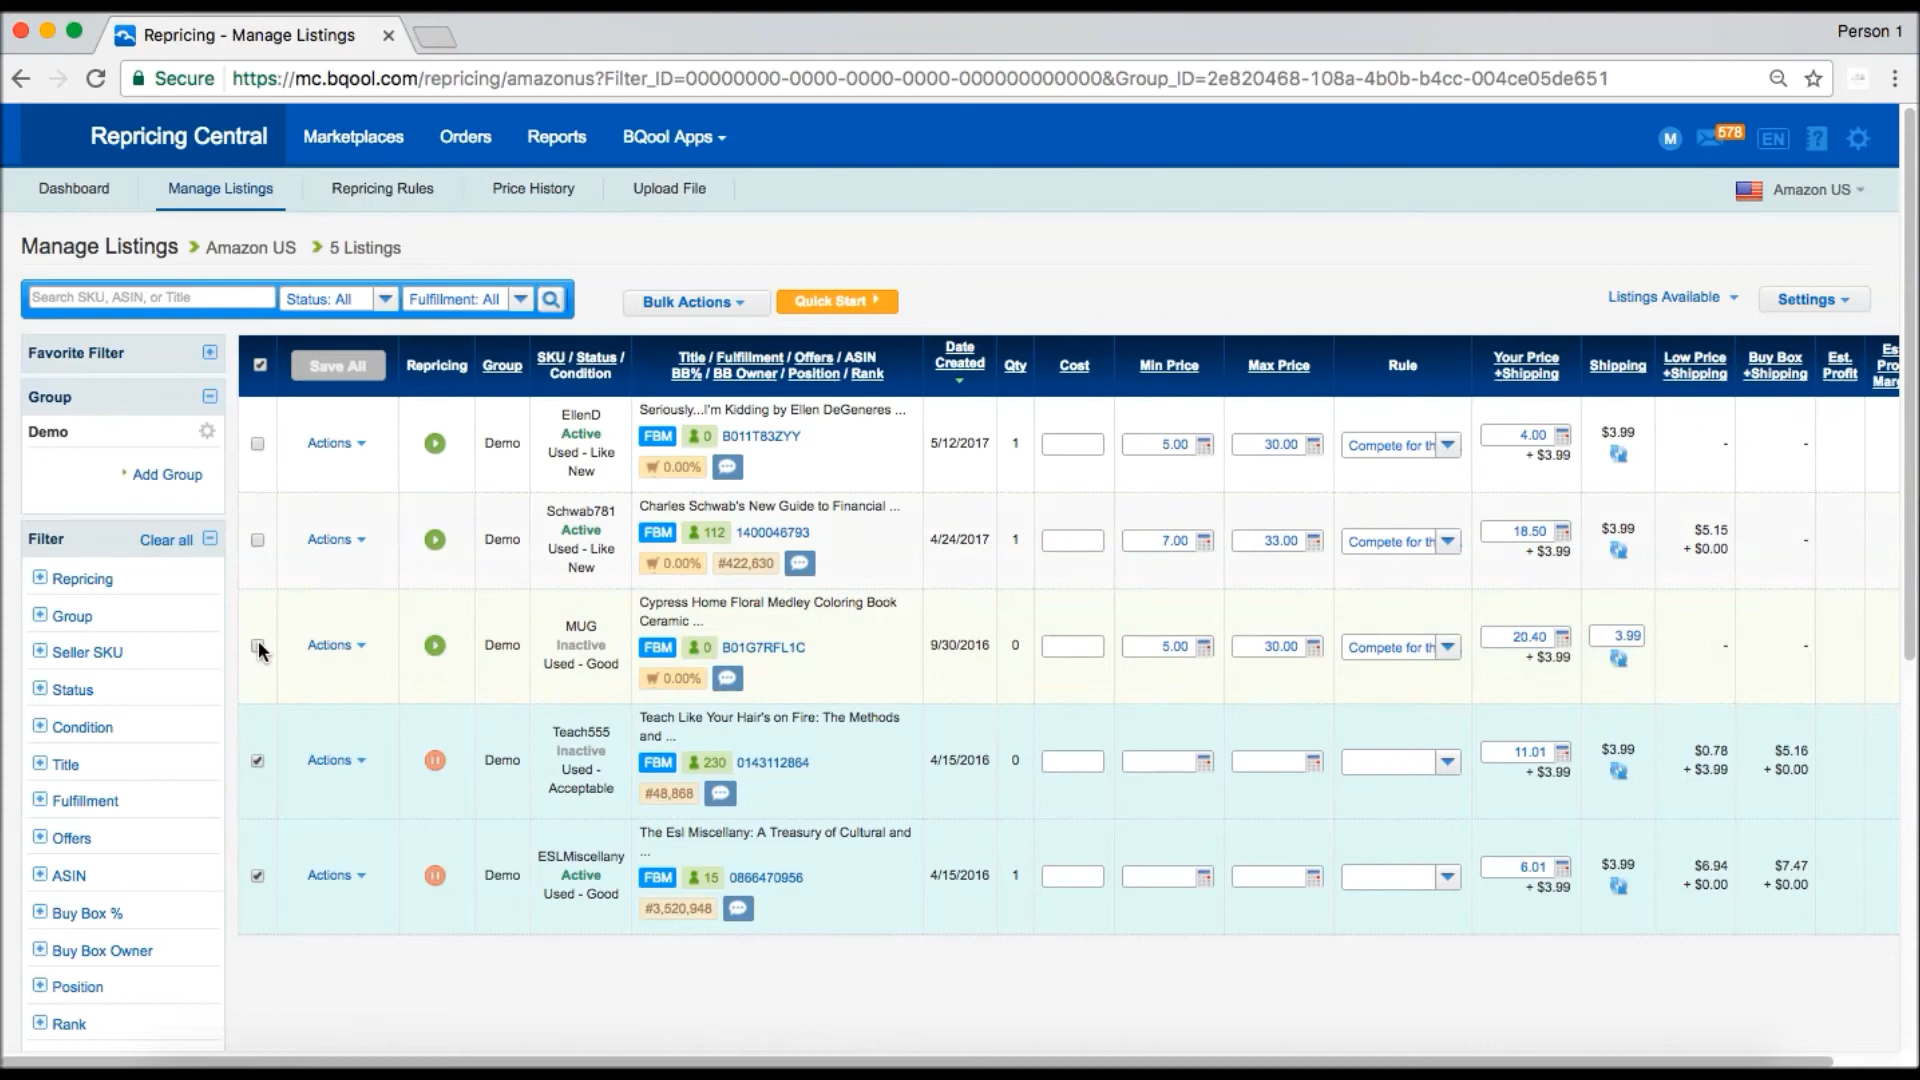 Repricing - Manage Listings
Person 1
Secure
https://mc.bqool.com/repricing/amazonus?Filter_ID=00000000-0000-0000-0000-000000000000&Group_ID=2e820468-108a-4b0b-b4cc-004ce05de651
Repricing Central
Marketplaces
Orders
Reports
BQool Apps
M
578
EN
?
Dashboard
Manage Listings
Repricing Rules
Price History
Upload File
Amazon US
Manage Listings
Amazon US
5 Listings
Search SKU, ASIN, or Title
Status: All
Fulfillment: All
Bulk Actions
Quick Start
Listings Available
Settings
Favorite Filter
Group
Demo
Add Group
Filter
Clear all
Repricing
Group
Seller SKU
Status
Condition
Title
Fulfillment
Offers
ASIN
Buy Box %
Buy Box Owner
Position
Rank
Save All
Repricing
Group
SKU / Status /
Condition
Title / Fulfillment / Offers / ASIN
BB% / BB Owner / Position / Rank
Date
Created
Qty
Cost
Min Price
Max Price
Rule
Your Price
+Shipping
Shipping
Low Price
+Shipping
Buy Box
+Shipping
Est.
Profit
Actions
Demo
EllenD
Active
Used - Like
New
Seriously...I'm Kidding by Ellen DeGeneres ...
FBM 0 B011T83ZYY
0.00%
5/12/2017
1
5.00
30.00
Compete for th
4.00
+ $3.99
$3.99
-
-
Actions
Demo
Schwab781
Active
Used - Like
New
Charles Schwab's New Guide to Financial ...
FBM 112 1400046793
0.00% #422,630
4/24/2017
1
7.00
33.00
Compete for th
18.50
+ $3.99
$3.99
$5.15
+ $0.00
-
Actions
Demo
MUG
Inactive
Used - Good
Cypress Home Floral Medley Coloring Book
Ceramic ...
FBM 0 B01G7RFL1C
0.00%
9/30/2016
0
5.00
30.00
Compete for th
20.40
+ $3.99
3.99
-
-
Actions
Demo
Teach555
Inactive
Used -
Acceptable
Teach Like Your Hair's on Fire: The Methods
and ...
FBM 230 0143112864
#48,868
4/15/2016
0
11.01
+ $3.99
$3.99
$0.78
+ $3.99
$5.16
+ $0.00
Actions
Demo
ESLMiscellany
Active
Used - Good
The Esl Miscellany: A Treasury of Cultural and
...
FBM 15 0866470956
#3,520,948
4/15/2016
1
6.01
+ $3.99
$3.99
$6.94
+ $0.00
$7.47
+ $0.00